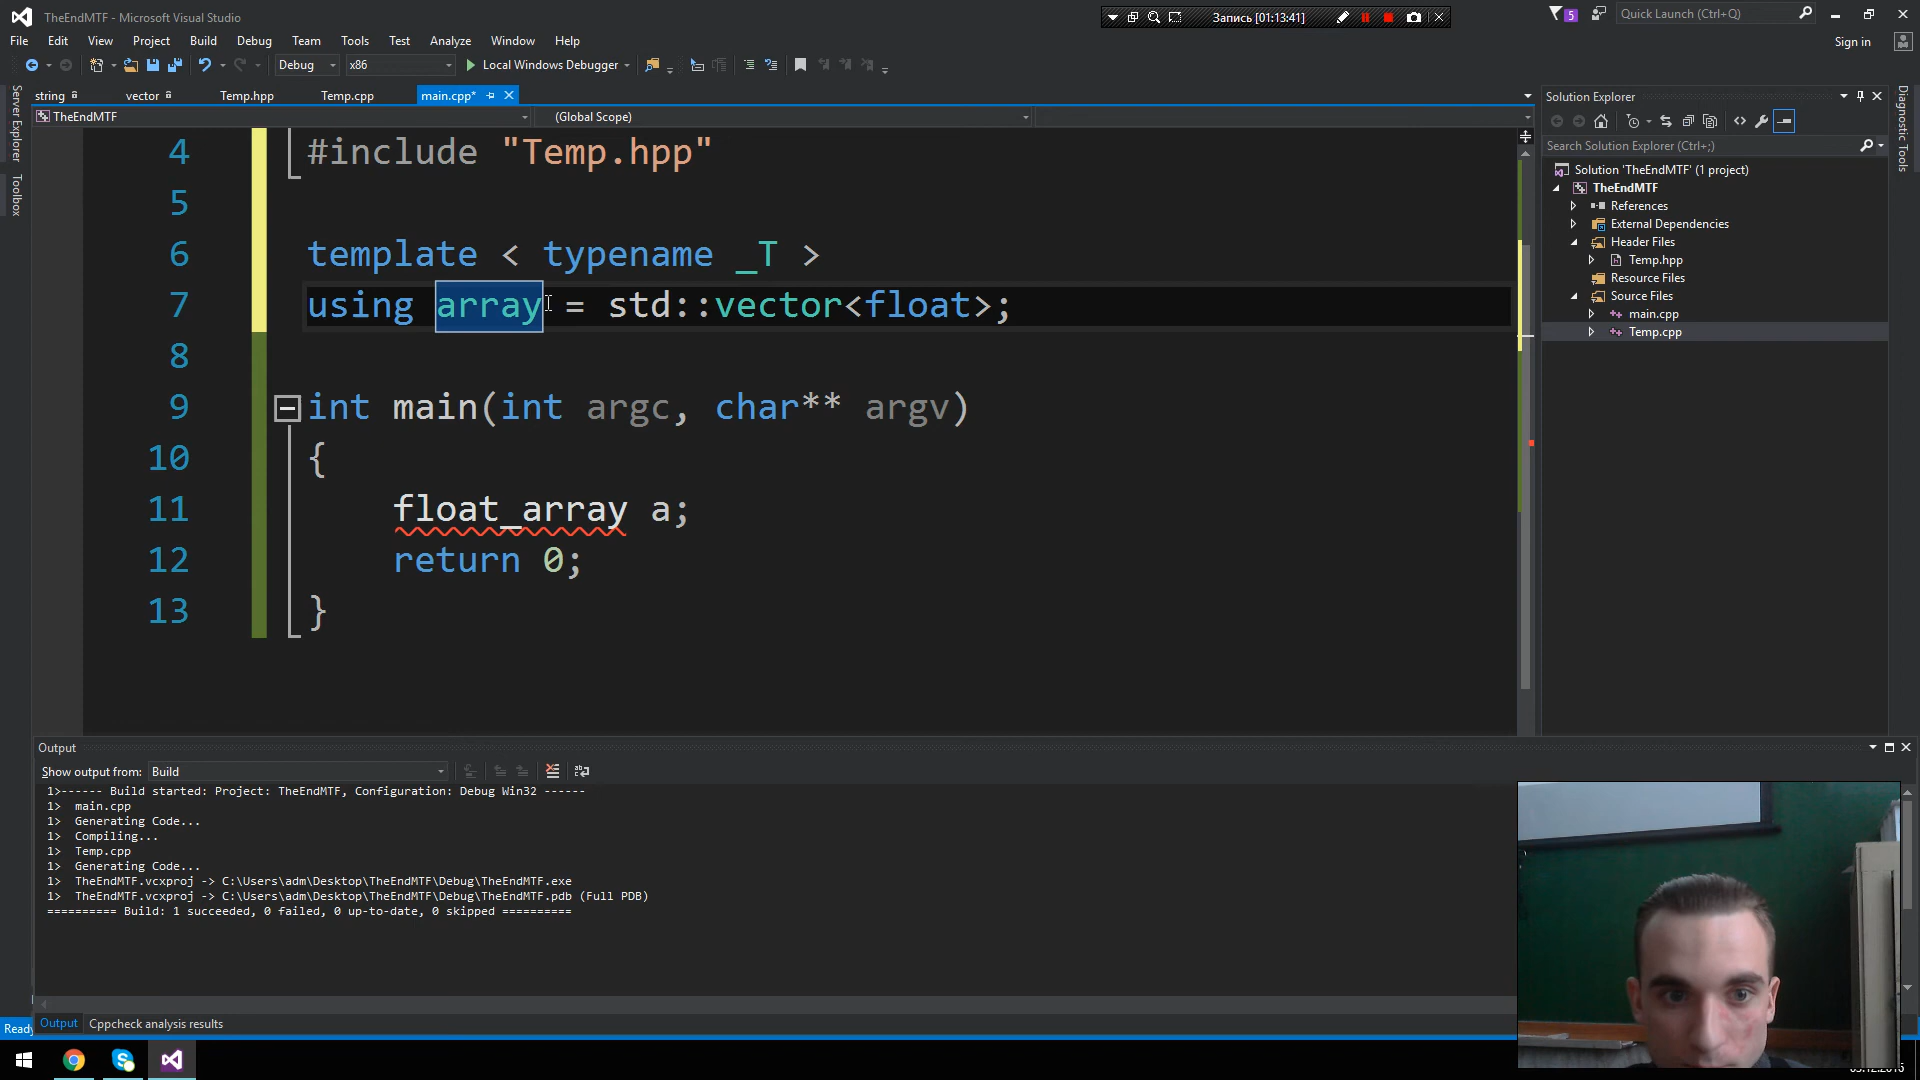 TheEndMTF - Microsoft Visual Studio
Запись [01:13:41]
5
Quick Launch (Ctrl+Q)
File Edit View Project Build Debug Team Tools Test Analyze Window Help
Sign in
Debug x86 Local Windows Debugger
string vector Temp.hpp Temp.cpp main.cpp*
TheEndMTF (Global Scope)
Server Explorer
Toolbox
4 #include "Temp.hpp"
5
6 template < typename _T >
7 using array = std::vector<float>;
8
9 int main(int argc, char** argv)
10 {
11 float_array a;
12 return 0;
13 }
Solution Explorer
Search Solution Explorer (Ctrl+;)
Solution 'TheEndMTF' (1 project)
TheEndMTF
References
External Dependencies
Header Files
Temp.hpp
Resource Files
Source Files
main.cpp
Temp.cpp
Diagnostic Tools
Output
Show output from: Build
1>------ Build started: Project: TheEndMTF, Configuration: Debug Win32 ------
1> main.cpp
1> Generating Code...
1> Compiling...
1> Temp.cpp
1> Generating Code...
1> TheEndMTF.vcxproj -> C:\Users\adm\Desktop\TheEndMTF\Debug\TheEndMTF.exe
1> TheEndMTF.vcxproj -> C:\Users\adm\Desktop\TheEndMTF\Debug\TheEndMTF.pdb (Full PDB)
========== Build: 1 succeeded, 0 failed, 0 up-to-date, 0 skipped ==========
Output Cppcheck analysis results
Ready